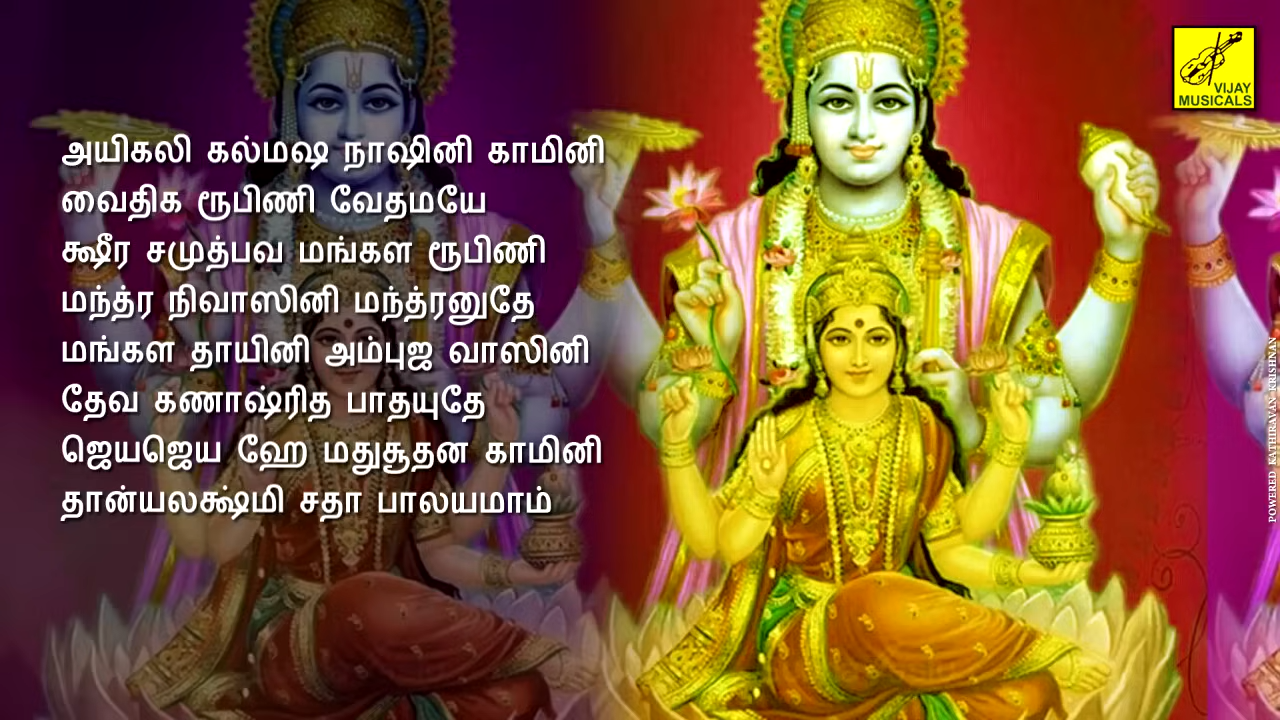 அயிகலி கல்மஷ நாஷினி காமினி
வைதிக ரூபிணி வேதமயே
க்ஷீர சமுத்பவ மங்கள ரூபிணி
மந்த்ர நிவாஸினி மந்த்ரனுதே
மங்கள தாயினி அம்புஜ வாஸினி
தேவ கணாஷ்ரித பாதயுதே
ஜெயஜெய ஹே மதுசூதன காமினி
தான்யலக்ஷ்மி சதா பாலயமாம்
VIJAY
MUSICALS
POWERED KATHIRAVAN KRISHNAN